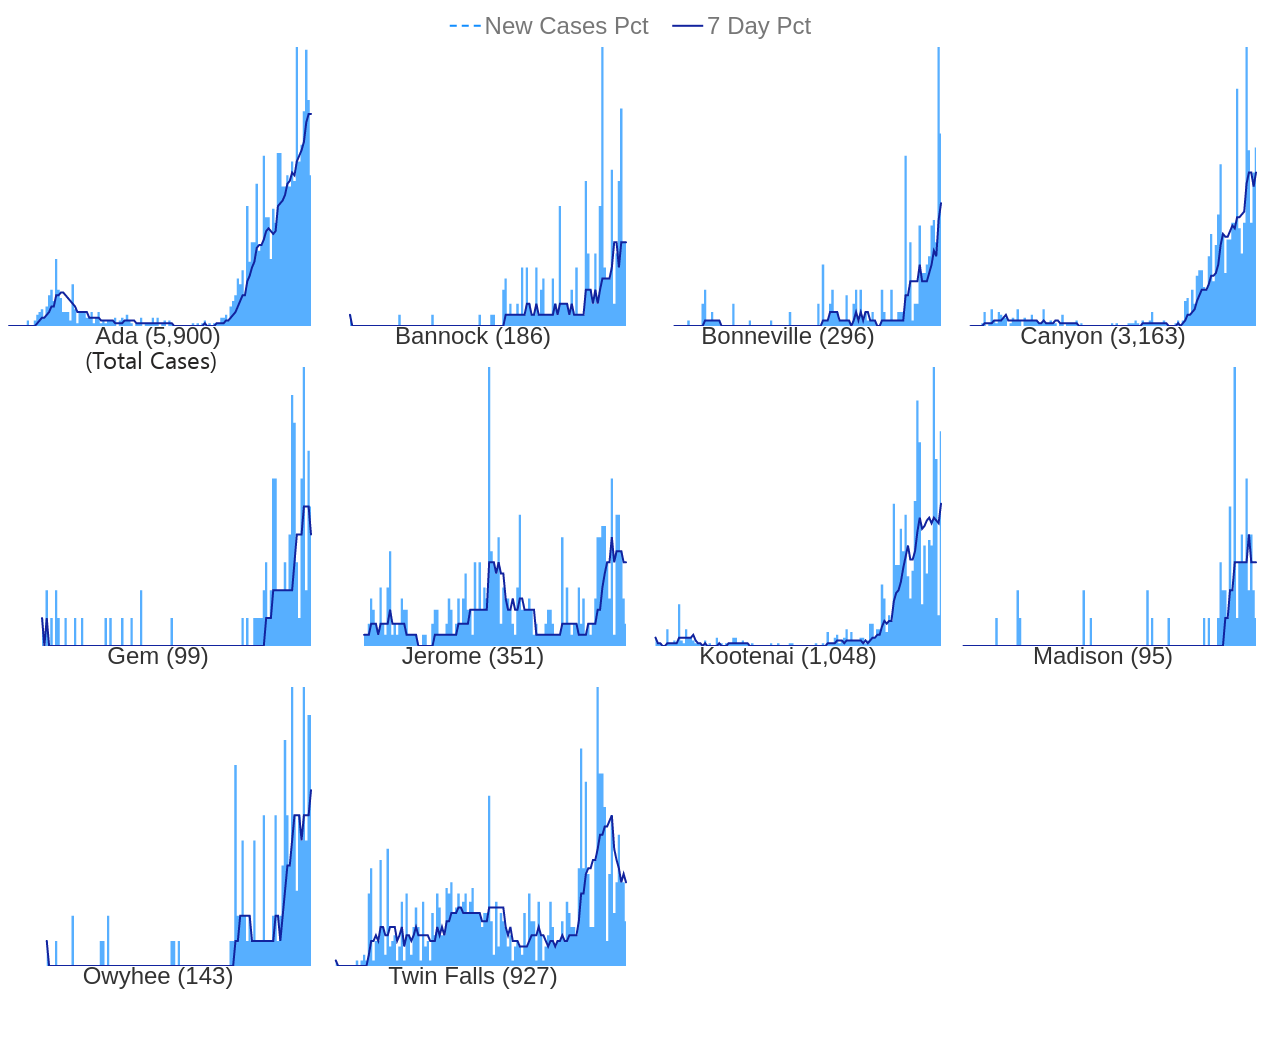 New Cases Pct 7 Day Pct
Ada (5,900) Bannock (186) Bonneville (296) Canyon (3,163)
(Total Cases)
Gem (99) Jerome (351) Kootenai (1,048) Madison (95)
Owyhee (143) Twin Falls (927)